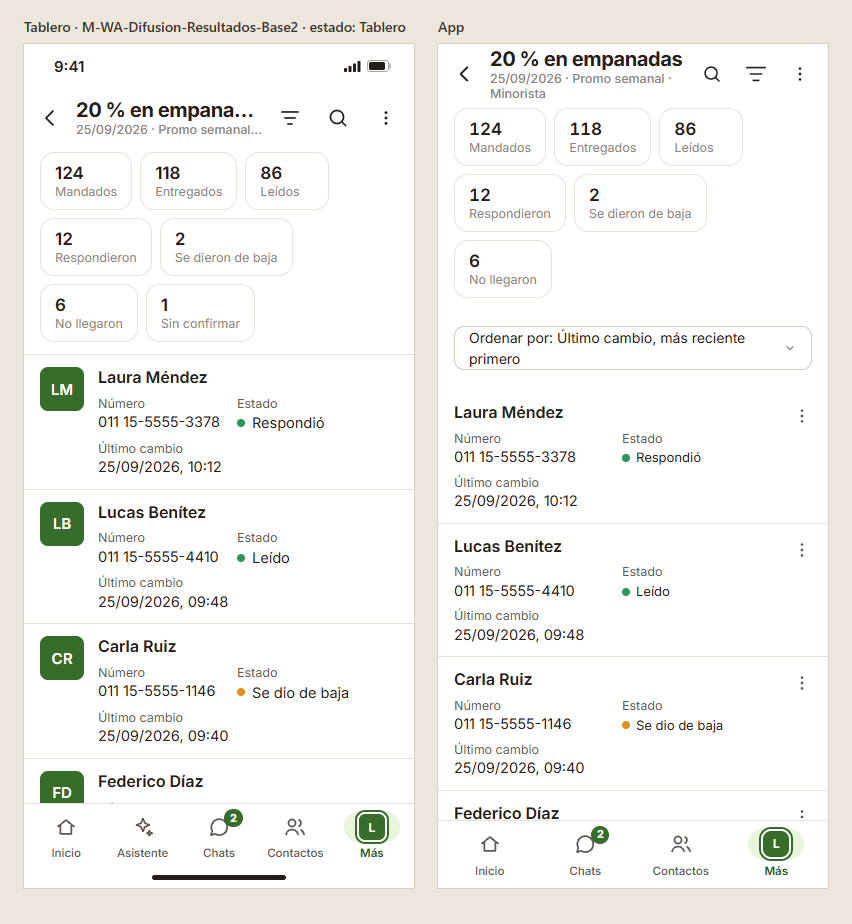 Tablero · M-WA-Difusion-Resultados-Base2 · estado: Tablero
9:41
20 % en empana...
25/09/2026 · Promo semanal...
124
Mandados
118
Entregados
86
Leídos
12
Respondieron
2
Se dieron de baja
6
No llegaron
1
Sin confirmar
LM
Laura Méndez
Número
Estado
011 15-5555-3378
Respondió
Último cambio
25/09/2026, 10:12
LB
Lucas Benítez
Número
Estado
011 15-5555-4410
Leído
Último cambio
25/09/2026, 09:48
CR
Carla Ruiz
Número
Estado
011 15-5555-1146
Se dio de baja
Último cambio
25/09/2026, 09:40
FD
Federico Díaz
2
L
Inicio
Asistente
Chats
Contactos
Más
App
20 % en empanadas
25/09/2026 · Promo semanal ·
Minorista
124
Mandados
118
Entregados
86
Leídos
12
Respondieron
2
Se dieron de baja
6
No llegaron
Ordenar por: Último cambio, más reciente
primero
Laura Méndez
Número
Estado
011 15-5555-3378
Respondió
Último cambio
25/09/2026, 10:12
Lucas Benítez
Número
Estado
011 15-5555-4410
Leído
Último cambio
25/09/2026, 09:48
Carla Ruiz
Número
Estado
011 15-5555-1146
Se dio de baja
Último cambio
25/09/2026, 09:40
Federico Díaz
2
L
Inicio
Chats
Contactos
Más